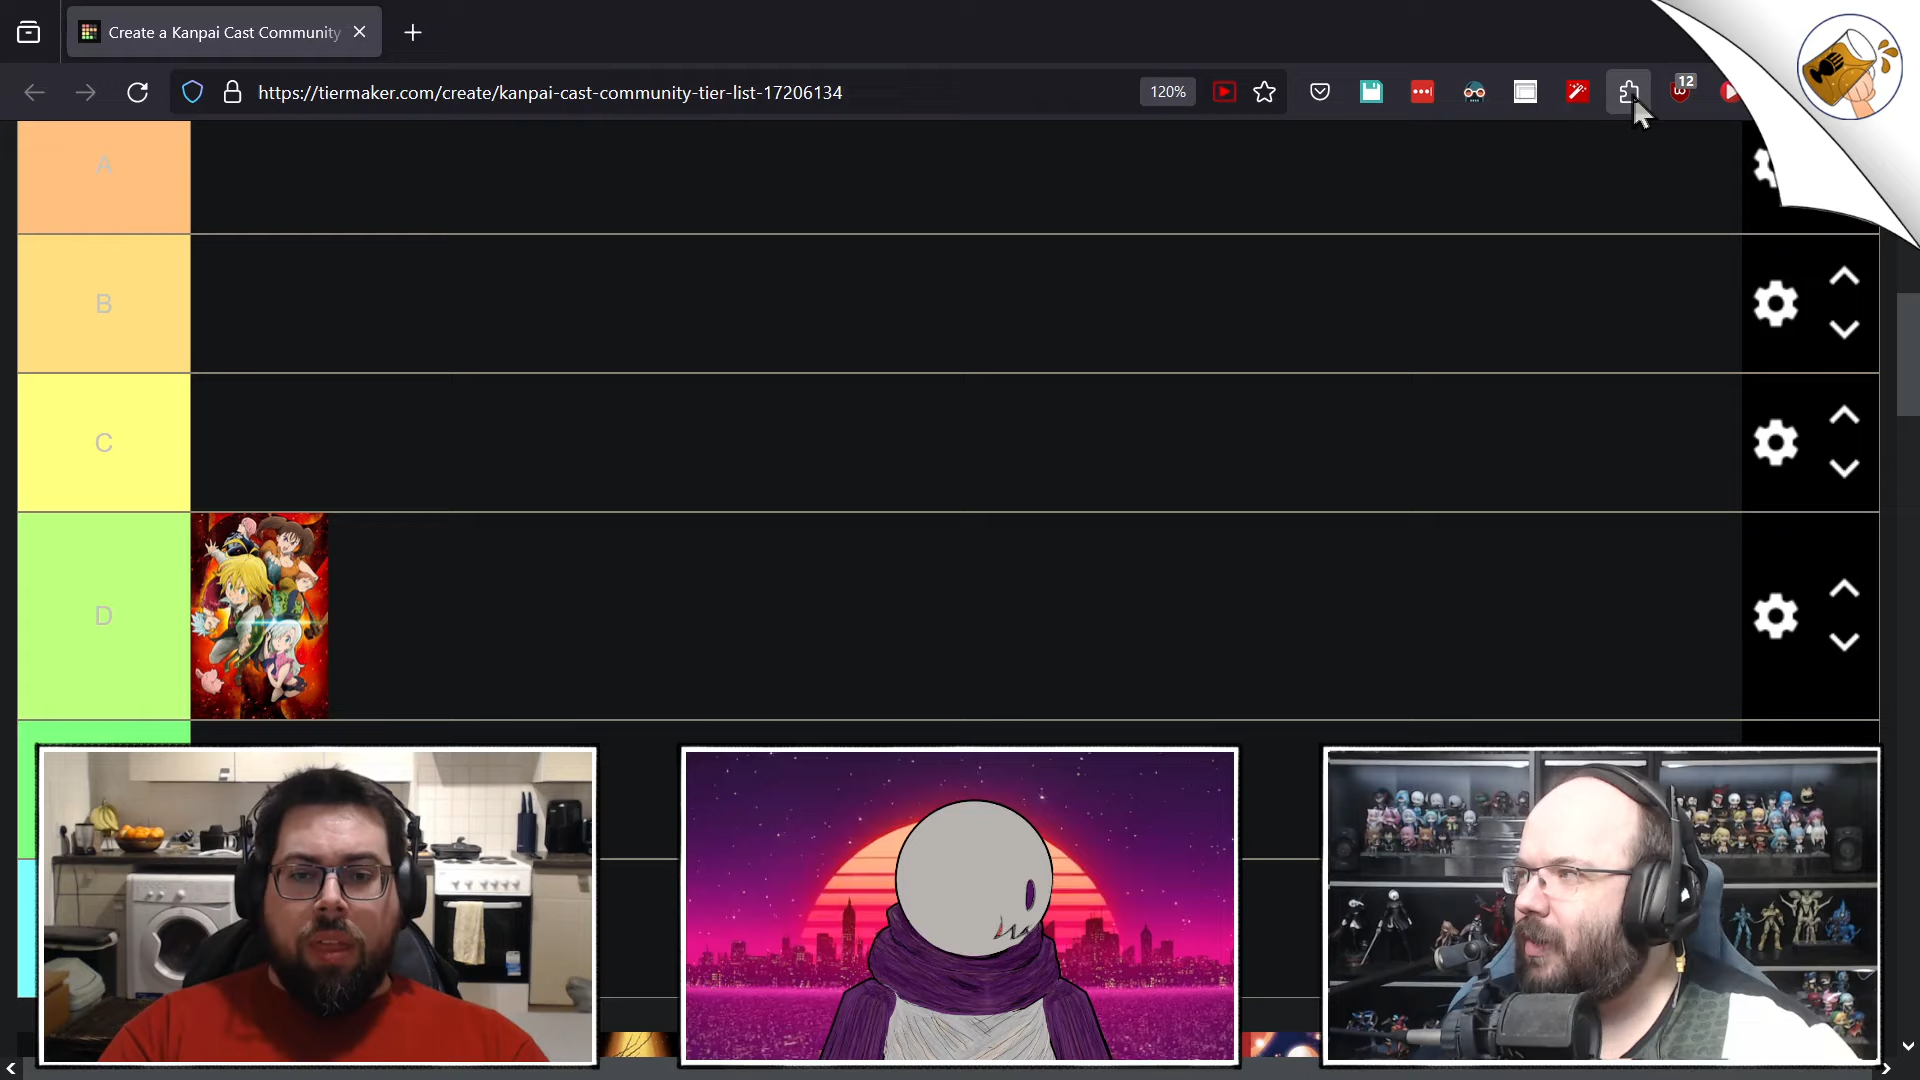 Create a Kanpai Cast Community
https://tiermaker.com/create/kanpai-cast-community-tier-list-17206134
120%
12
A
B
C
D